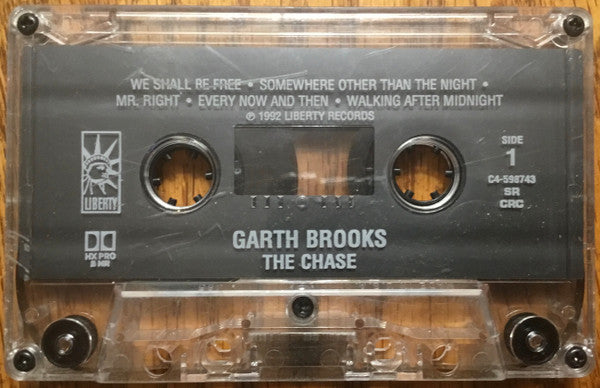 WE SHALL BE FREE • SOMEWHERE OTHER THAN THE NIGHT •
MR. RIGHT • EVERY NOW AND THEN • WALKING AFTER MIDNIGHT
℗ 1992 LIBERTY RECORDS
SIDE
1
C4-598743
SR
CRC
LIBERTY
HX PRO
B NR
GARTH BROOKS
THE CHASE